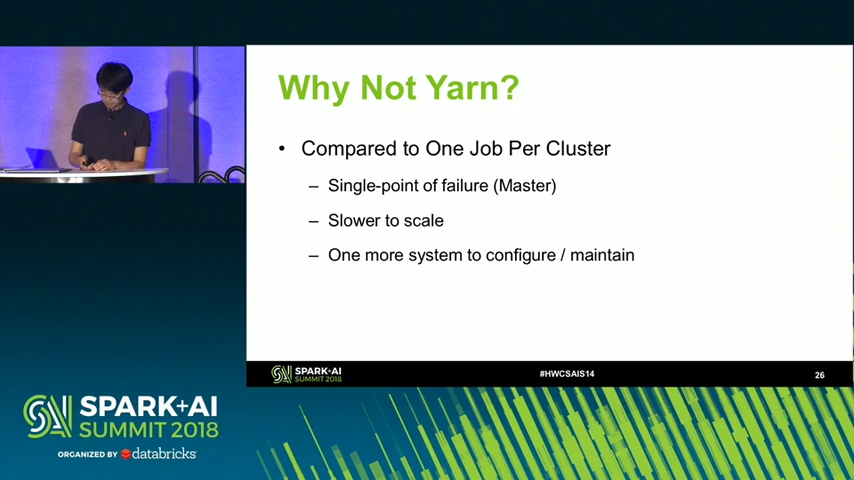 Why Not Yarn?
• Compared to One Job Per Cluster
– Single-point of failure (Master)
– Slower to scale
– One more system to configure / maintain
SPARK+AI
SUMMIT 2018
#HWCSAIS14
26
SPARK+AI
SUMMIT 2018
ORGANIZED BY databricks